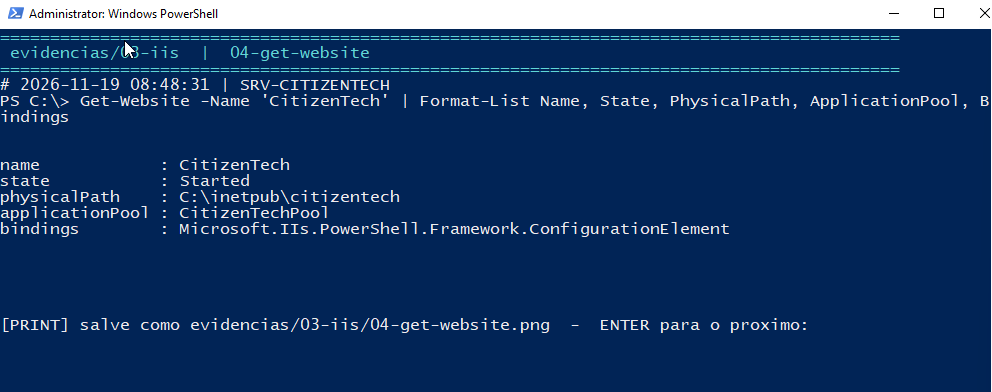 Administrator: Windows PowerShell
==========================================================================================
evidencias/03-iis | 04-get-website
==========================================================================================
# 2026-11-19 08:48:31 | SRV-CITIZENTECH
PS C:\> Get-Website -Name 'CitizenTech' | Format-List Name, State, PhysicalPath, ApplicationPool, B
indings
name : CitizenTech
state : Started
physicalPath : C:\inetpub\citizentech
applicationPool : CitizenTechPool
bindings : Microsoft.IIs.PowerShell.Framework.ConfigurationElement
[PRINT] salve como evidencias/03-iis/04-get-website.png - ENTER para o proximo: